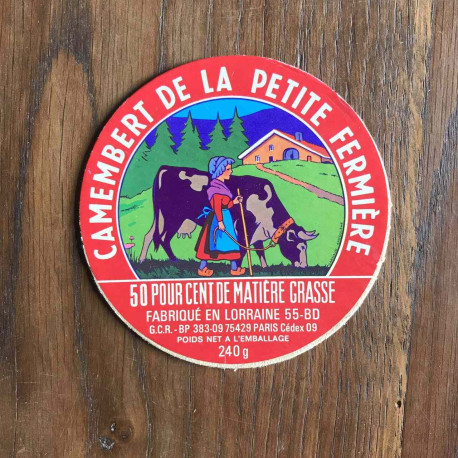 CAMEMBERT DE LA PETITE FERMIÈRE
50 POUR CENT DE MATIÈRE GRASSE
FABRIQUÉ EN LORRAINE 55-BD
G.C.R.- BP 383-09 75429 PARIS Cédex 09
POIDS NET A L'EMBALLAGE
240 g